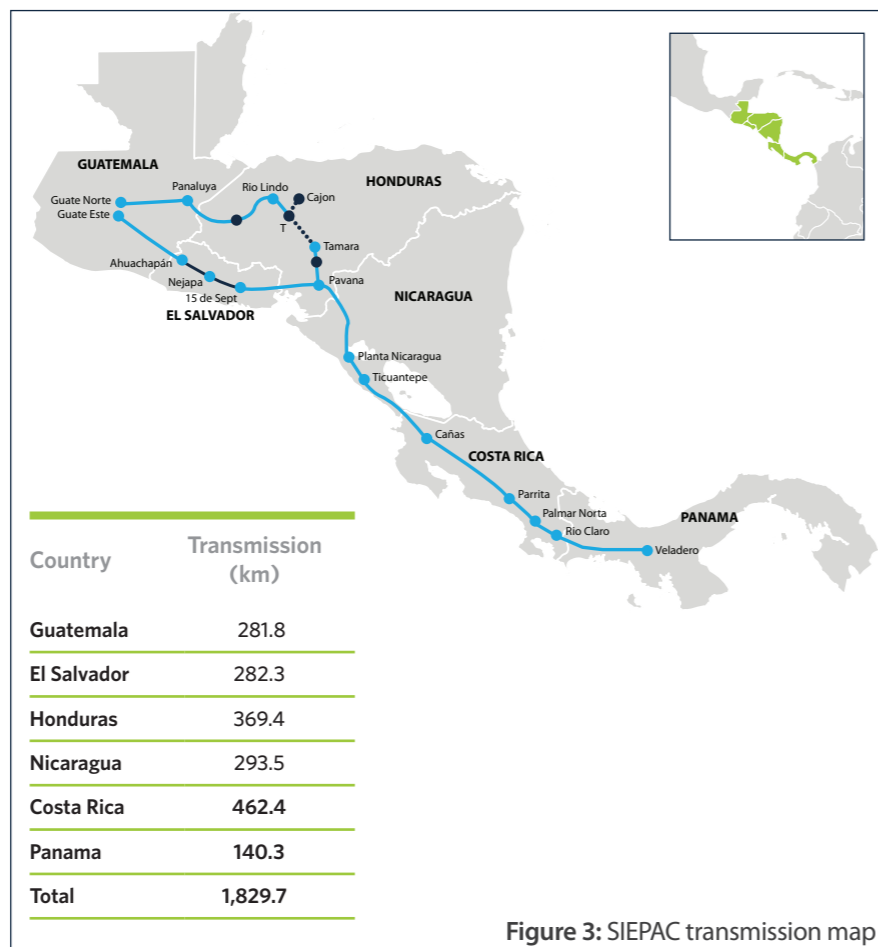 GUATEMALA
Panaluya
Rio Lindo
HONDURAS
Guate Norte
Cajon
Guate Este
T
Tamara
Ahuachapán
Pavana
Nejapa
NICARAGUA
15 de Sept
EL SALVADOR
Planta Nicaragua
Ticuantepe
Cañas
COSTA RICA
Parrita
PANAMA
Palmar Norta
Río Claro
Veladero
Country Transmission (km)
Guatemala 281.8
El Salvador 282.3
Honduras 369.4
Nicaragua 293.5
Costa Rica 462.4
Panama 140.3
Total 1,829.7
Figure 3: SIEPAC transmission map